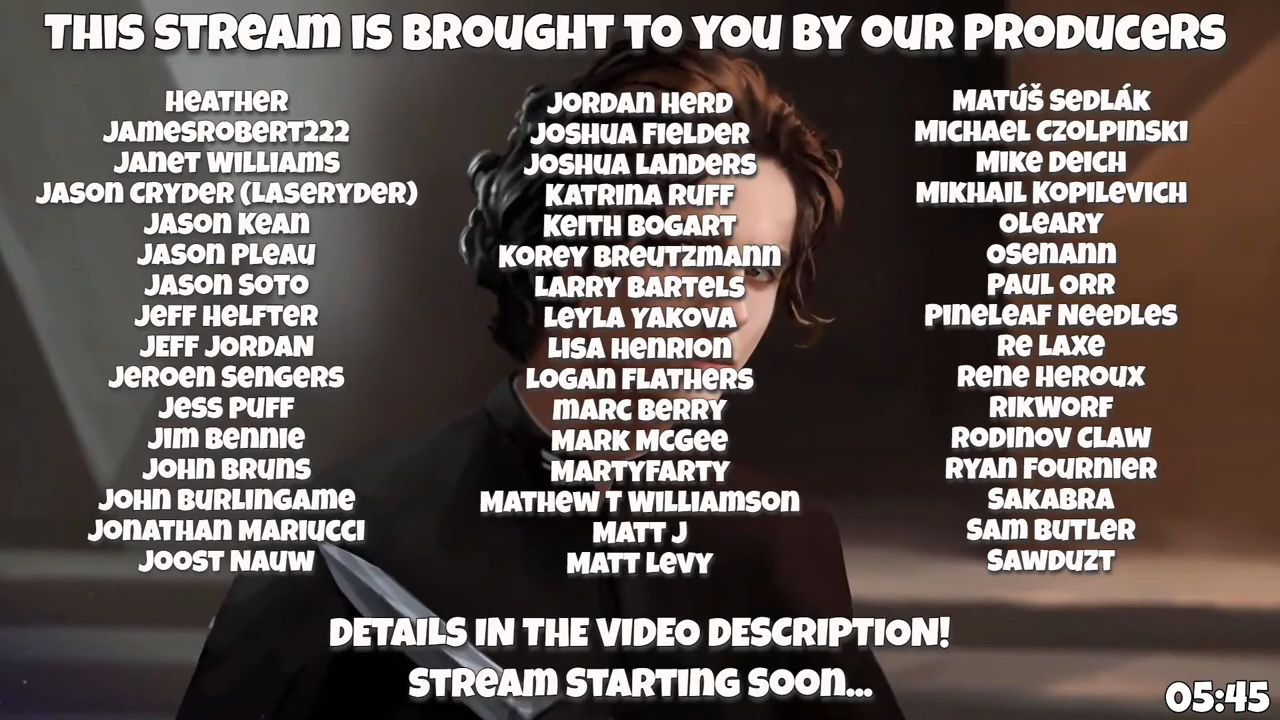 THIS STREAM IS BROUGHT TO YOU BY OUR PRODUCERS
HEATHER
JAMESROBERT222
JANET WILLIAMS
JASON CRYDER (LASERYDER)
JASON KEAN
JASON PLEAU
JASON SOTO
JEFF HELFTER
JEFF JORDAN
JEROEN SENGERS
JESS PUFF
JIM BENNIE
JOHN BRUNS
JOHN BURLINGAME
JONATHAN MARIUCCI
JOOST NAUW
JORDAN HERD
JOSHUA FIELDER
JOSHUA LANDERS
KATRINA RUFF
KEITH BOGART
KOREY BREUTZMANN
LARRY BARTELS
LEYLA YAKOVA
LISA HENRION
LOGAN FLATHERS
MARC BERRY
MARK MCGEE
MARTYFARTY
MATHEW T WILLIAMSON
MATT J
MATT LEVY
MATÚŠ SEDLÁK
MICHAEL CZOLPINSKI
MIKE DEICH
MIKHAIL KOPILEVICH
OLEARY
OSENANN
PAUL ORR
PINELEAF NEEDLES
RE LAXE
RENE HEROUX
RIKWORF
RODINOV CLAW
RYAN FOURNIER
SAKABRA
SAM BUTLER
SAWDUZT
DETAILS IN THE VIDEO DESCRIPTION!
STREAM STARTING SOON...
05:45